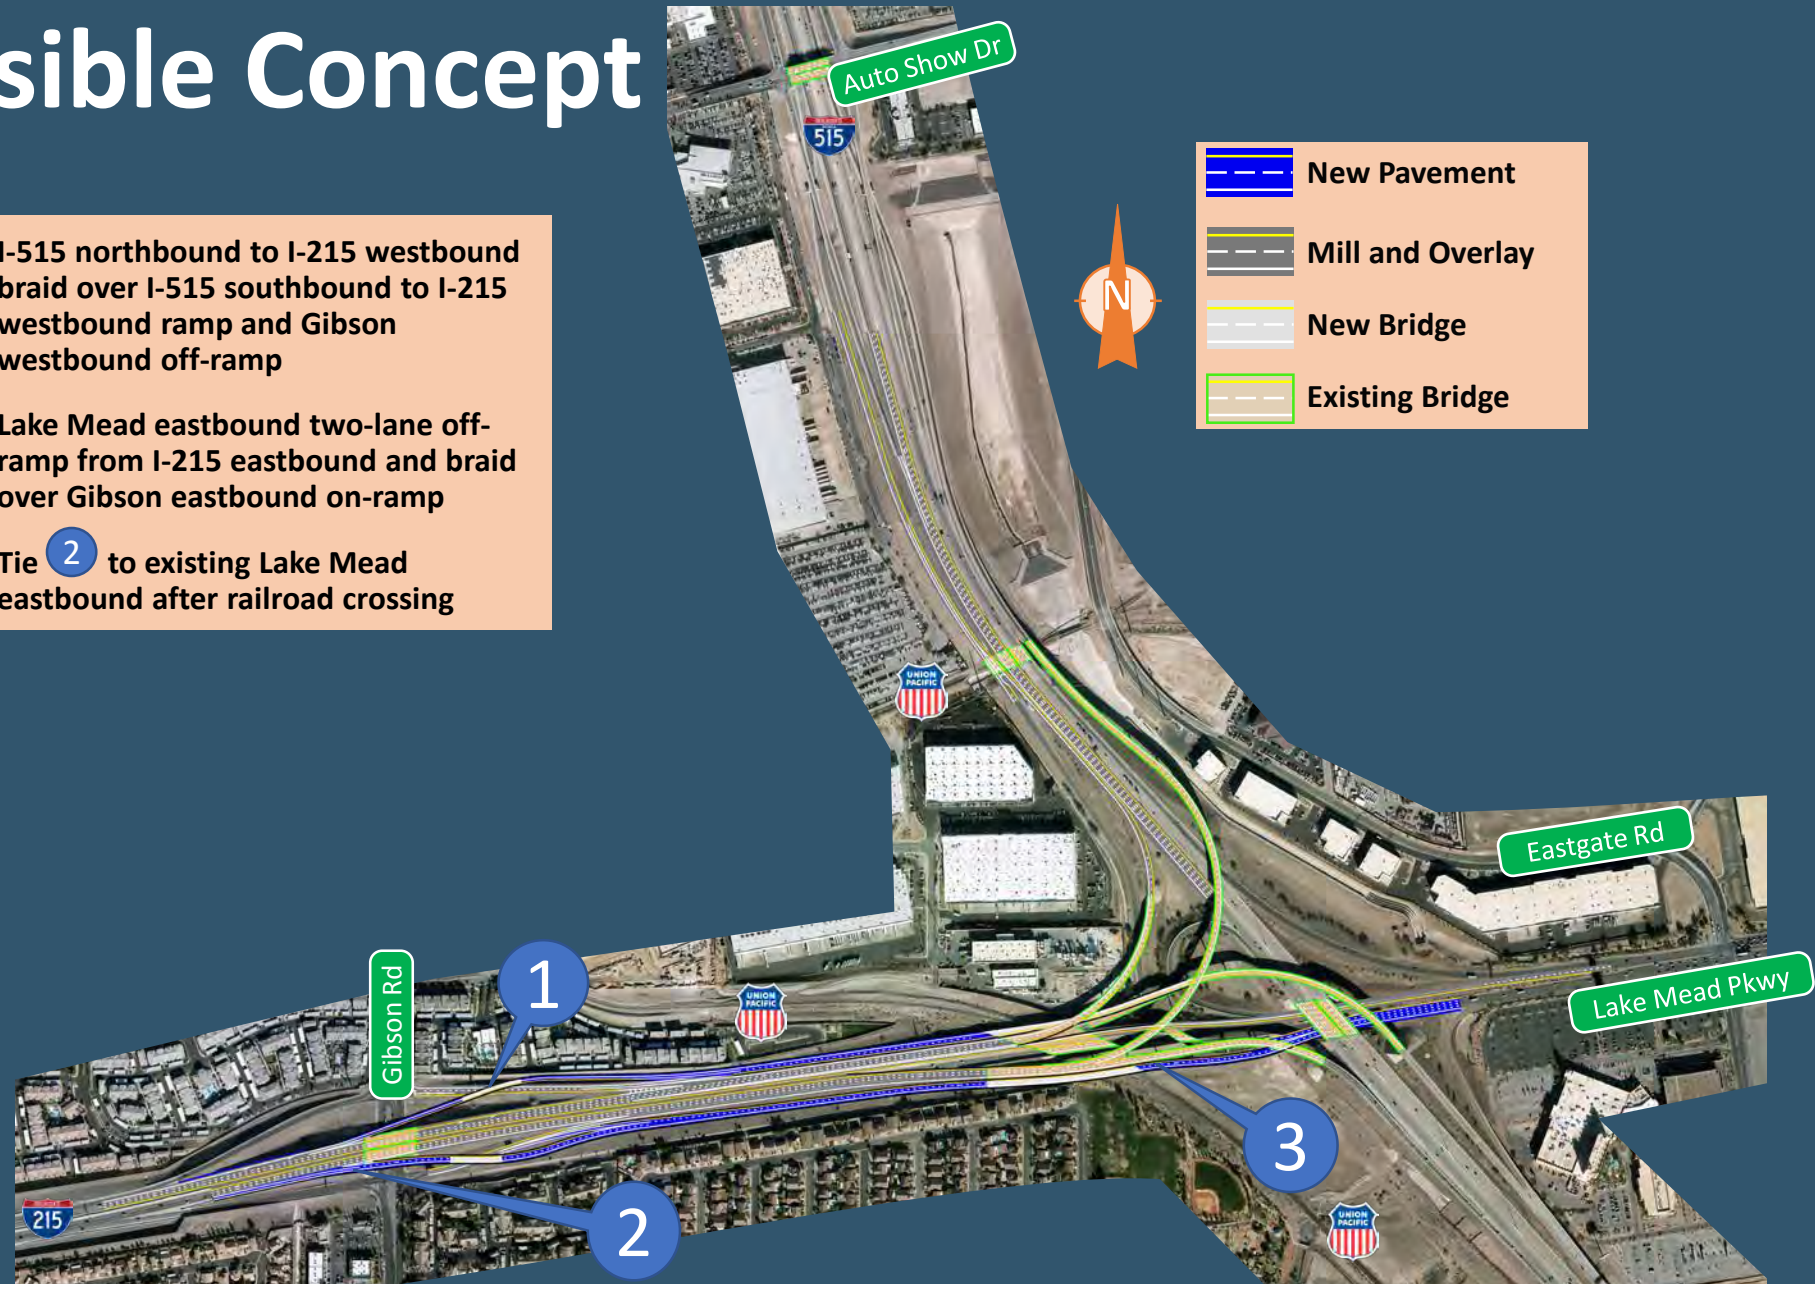 sible Concept
I-515 northbound to I-215 westbound
braid over I-515 southbound to I-215
westbound ramp and Gibson
westbound off-ramp
Lake Mead eastbound two-lane off-
ramp from I-215 eastbound and braid
over Gibson eastbound on-ramp
Tie 2 to existing Lake Mead
eastbound after railroad crossing
Auto Show Dr
515
New Pavement
Mill and Overlay
New Bridge
Existing Bridge
N
UNION
PACIFIC
Eastgate Rd
Lake Mead Pkwy
Gibson Rd
1
UNION
PACIFIC
3
2
215
UNION
PACIFIC